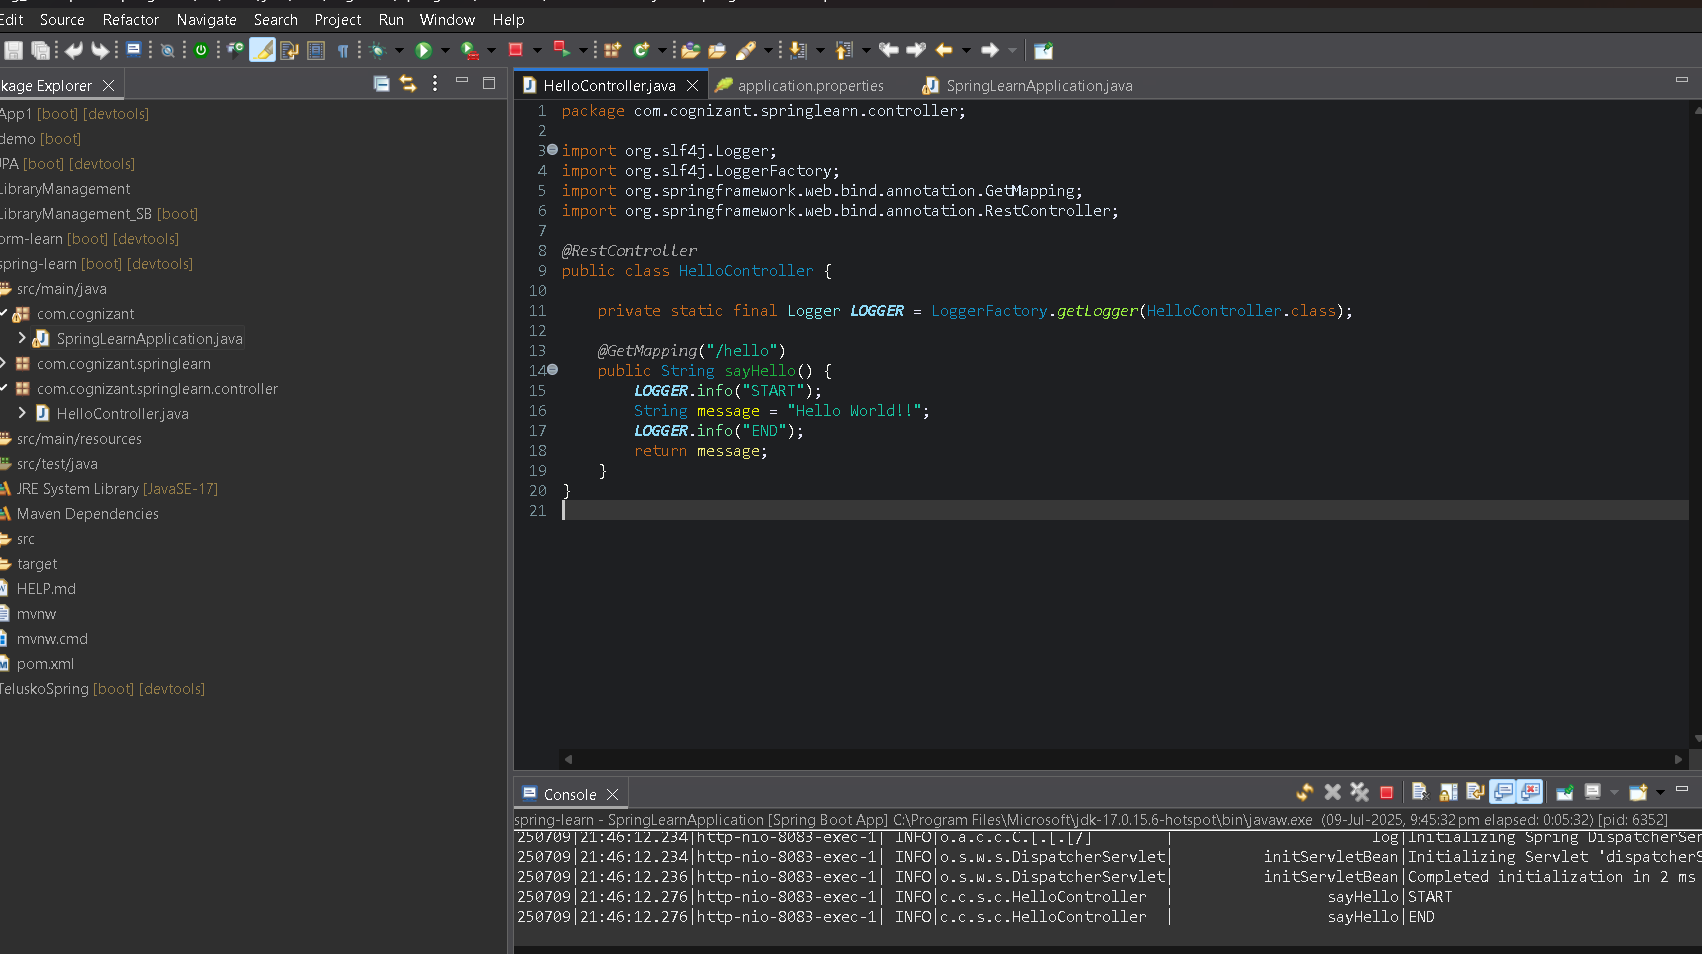 Edit Source Refactor Navigate Search Project Run Window Help
kage Explorer
App1 [boot] [devtools]
demo [boot]
JPA [boot] [devtools]
LibraryManagement
LibraryManagement_SB [boot]
orm-learn [boot] [devtools]
spring-learn [boot] [devtools]
src/main/java
com.cognizant
SpringLearnApplication.java
com.cognizant.springlearn
com.cognizant.springlearn.controller
HelloController.java
src/main/resources
src/test/java
JRE System Library [JavaSE-17]
Maven Dependencies
src
target
HELP.md
mvnw
mvnw.cmd
pom.xml
TeluskoSpring [boot] [devtools]
HelloController.java application.properties SpringLearnApplication.java
1 package com.cognizant.springlearn.controller;
2
3 import org.slf4j.Logger;
4 import org.slf4j.LoggerFactory;
5 import org.springframework.web.bind.annotation.GetMapping;
6 import org.springframework.web.bind.annotation.RestController;
7
8 @RestController
9 public class HelloController {
10
11 private static final Logger LOGGER = LoggerFactory.getLogger(HelloController.class);
12
13 @GetMapping("/hello")
14 public String sayHello() {
15 LOGGER.info("START");
16 String message = "Hello World!!";
17 LOGGER.info("END");
18 return message;
19 }
20 }
21
Console
spring-learn - SpringLearnApplication [Spring Boot App] C:\Program Files\Microsoft\jdk-17.0.15.6-hotspot\bin\javaw.exe (09-Jul-2025, 9:45:32 pm elapsed: 0:05:32) [pid: 6352]
250709|21:46:12.234|http-nio-8083-exec-1| INFO|o.a.c.c.C.[.[.[/] | log|Initializing Spring DispatcherSer
250709|21:46:12.234|http-nio-8083-exec-1| INFO|o.s.w.s.DispatcherServlet| initServletBean|Initializing Servlet 'dispatcherS
250709|21:46:12.236|http-nio-8083-exec-1| INFO|o.s.w.s.DispatcherServlet| initServletBean|Completed initialization in 2 ms
250709|21:46:12.276|http-nio-8083-exec-1| INFO|c.c.s.c.HelloController | sayHello|START
250709|21:46:12.276|http-nio-8083-exec-1| INFO|c.c.s.c.HelloController | sayHello|END